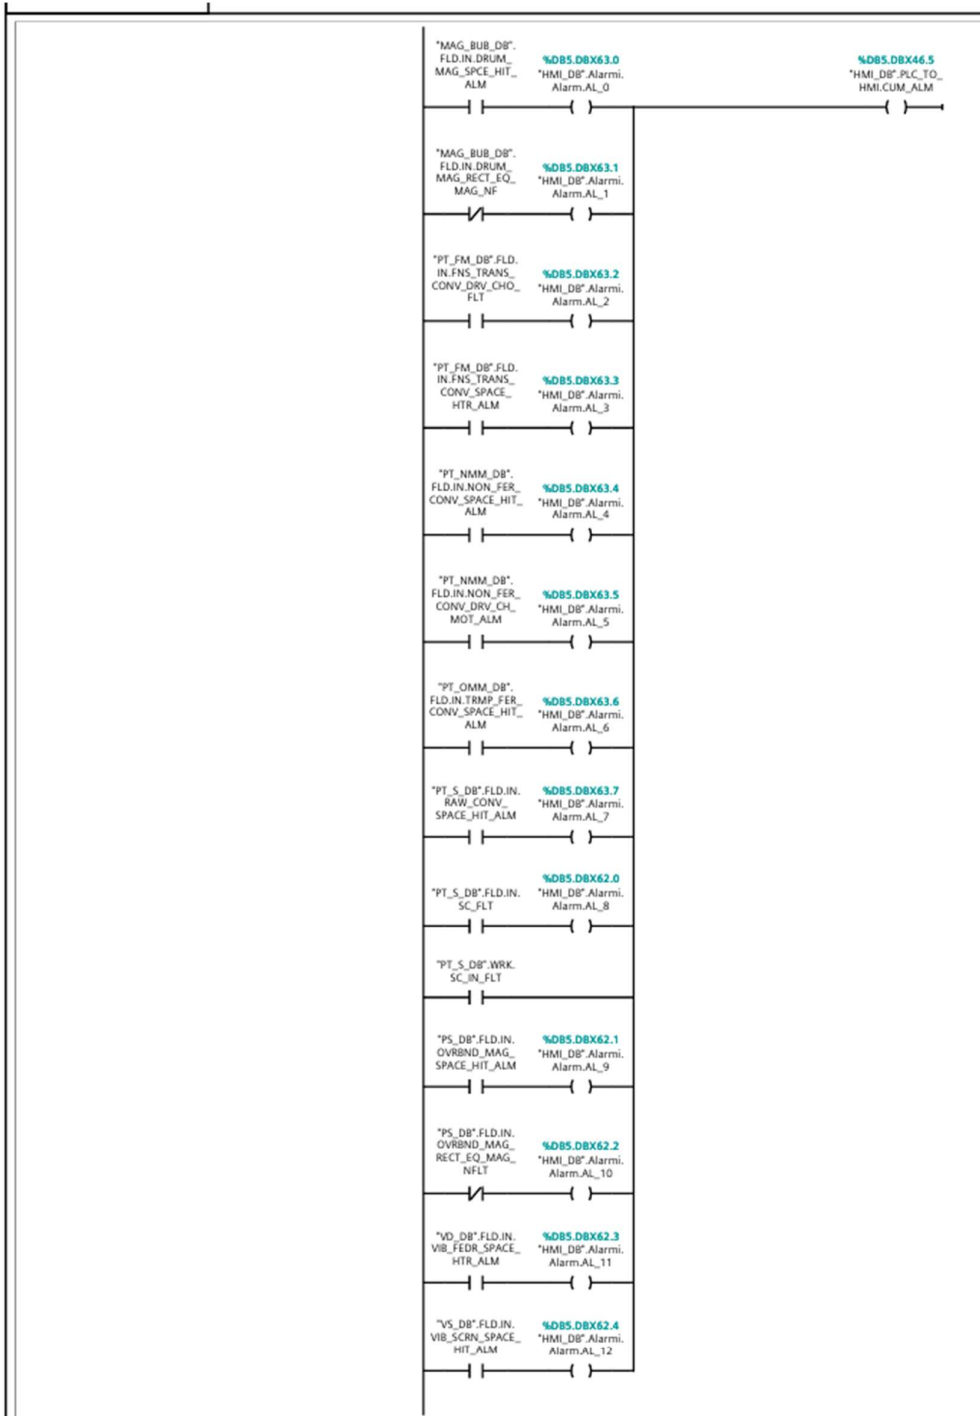 "MAG_BUB_DB".
FLD.IN.DRUM_
MAG_SPCE_HIT_
ALM
%DB5.DBX63.0
"HMI_DB".Alarmi.
Alarm.AL_0
%DB5.DBX46.5
"HMI_DB".PLC_TO_
HMI.CUM_ALM
"MAG_BUB_DB".
FLD.IN.DRUM_
MAG_RECT_EQ_
MAG_NF
%DB5.DBX63.1
"HMI_DB".Alarmi.
Alarm.AL_1
"PT_FM_DB".FLD.
IN.FNS_TRANS_
CONV_DRV_CHO_
FLT
%DB5.DBX63.2
"HMI_DB".Alarmi.
Alarm.AL_2
"PT_FM_DB".FLD.
IN.FNS_TRANS_
CONV_SPACE_
HTR_ALM
%DB5.DBX63.3
"HMI_DB".Alarmi.
Alarm.AL_3
"PT_NMM_DB".
FLD.IN.NON_FER_
CONV_SPACE_HIT_
ALM
%DB5.DBX63.4
"HMI_DB".Alarmi.
Alarm.AL_4
"PT_NMM_DB".
FLD.IN.NON_FER_
CONV_DRV_CH_
MOT_ALM
%DB5.DBX63.5
"HMI_DB".Alarmi.
Alarm.AL_5
"PT_OMM_DB".
FLD.IN.TRMP_FER_
CONV_SPACE_HIT_
ALM
%DB5.DBX63.6
"HMI_DB".Alarmi.
Alarm.AL_6
"PT_S_DB".FLD.IN.
RAW_CONV_
SPACE_HIT_ALM
%DB5.DBX63.7
"HMI_DB".Alarmi.
Alarm.AL_7
"PT_S_DB".FLD.IN.
SC_FLT
%DB5.DBX62.0
"HMI_DB".Alarmi.
Alarm.AL_8
"PT_S_DB".WRK.
SC_IN_FLT
"PS_DB".FLD.IN.
OVRBND_MAG_
SPACE_HIT_ALM
%DB5.DBX62.1
"HMI_DB".Alarmi.
Alarm.AL_9
"PS_DB".FLD.IN.
OVRBND_MAG_
RECT_EQ_MAG_
NFLT
%DB5.DBX62.2
"HMI_DB".Alarmi.
Alarm.AL_10
"VD_DB".FLD.IN.
VIB_FEDR_SPACE_
HTR_ALM
%DB5.DBX62.3
"HMI_DB".Alarmi.
Alarm.AL_11
"VS_DB".FLD.IN.
VIB_SCRN_SPACE_
HIT_ALM
%DB5.DBX62.4
"HMI_DB".Alarmi.
Alarm.AL_12